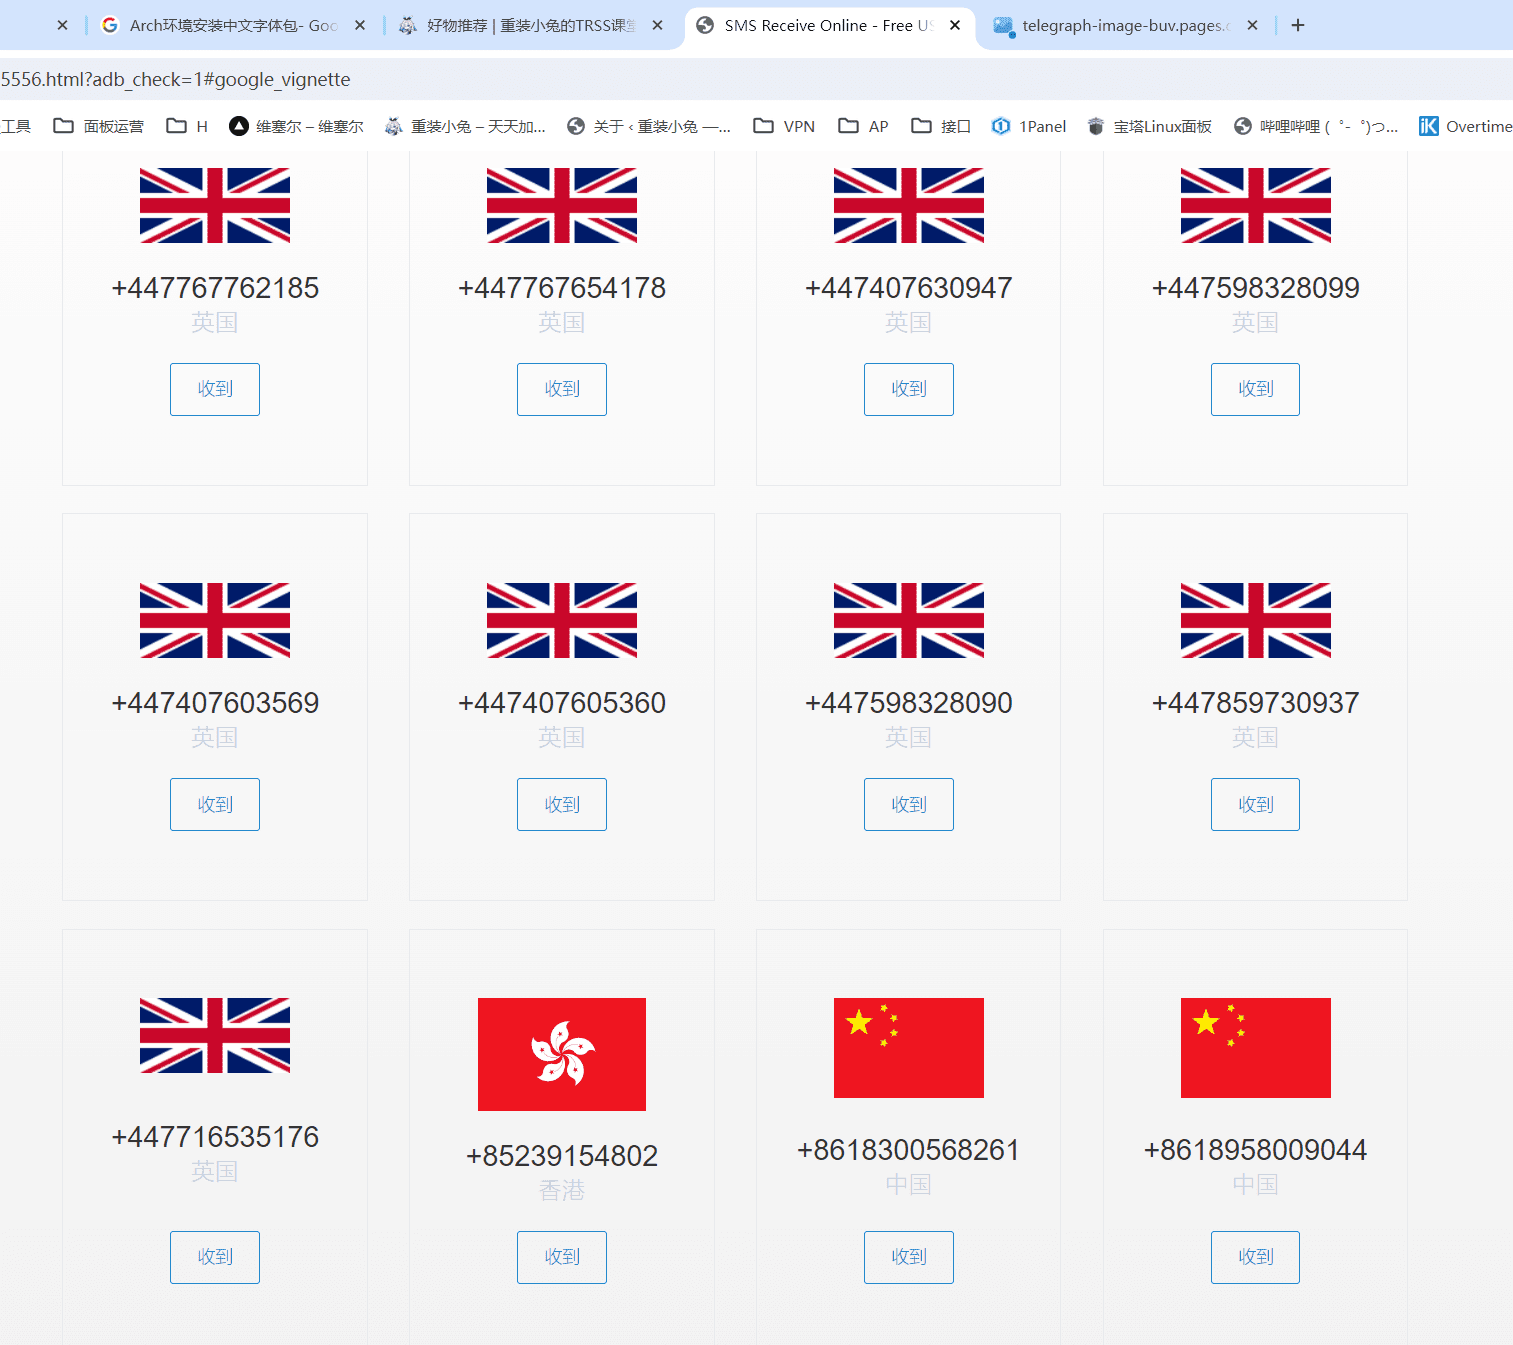 Arch环境安装中文字体包- Goo
好物推荐 | 重装小兔的TRSS课堂
SMS Receive Online - Free US
telegraph-image-buv.pages.d
5556.html?adb_check=1#google_vignette
工具 面板运营 H 维塞尔 – 维塞尔 重装小兔 – 天天加... 关于 ‹ 重装小兔 —... VPN AP 接口 1Panel 宝塔Linux面板 哔哩哔哩 (゜-゜)つ... Overtime
+447767762185 +447767654178 +447407630947 +447598328099
英国 英国 英国 英国
收到 收到 收到 收到
+447407603569 +447407605360 +447598328090 +447859730937
英国 英国 英国 英国
收到 收到 收到 收到
+447716535176 +85239154802 +8618300568261 +8618958009044
英国 香港 中国 中国
收到 收到 收到 收到